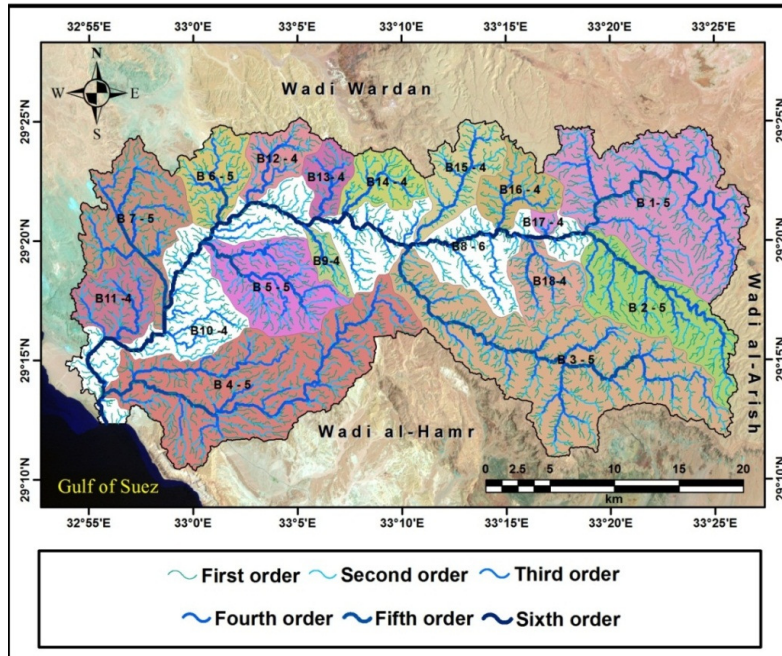 32°55'E 33°0'E 33°5'E 33°10'E 33°15'E 33°20'E 33°25'E
N
W E
S
Wadi Wardan
29°25'N
29°25'N
B12 - 4
B15 - 4
B 6 - 5
B13- 4
B14 - 4
B16 - 4
B 1- 5
B 7 - 5
B17 - 4
29°20'N
29°20'N
B8 - 6
B9-4
B 5 - 5
B18-4
B11 -4
B 2 - 5
B10 -4
Wadi al-Arish
29°15'N
29°15'N
B 3 - 5
B 4 - 5
Wadi al-Hamr
29°10'N
29°10'N
Gulf of Suez
0 2.5 5 10 15 20
km
32°55'E 33°0'E 33°5'E 33°10'E 33°15'E 33°20'E 33°25'E
First order Second order Third order
Fourth order Fifth order Sixth order